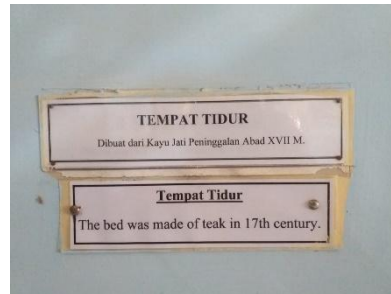 TEMPAT TIDUR
Dibuat dari Kayu Jati Peninggalan Abad XVII M.
Tempat Tidur
The bed was made of teak in 17th century.